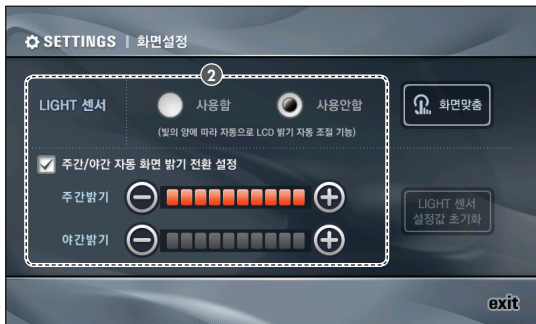 SETTINGS | 화면설정
2
LIGHT 센서
사용함
사용안함
(빛의 양에 따라 자동으로 LCD 밝기 자동 조절 기능)
화면맞춤
주간/야간 자동 화면 밝기 전환 설정
주간밝기
야간밝기
LIGHT 센서
설정값 초기화
exit